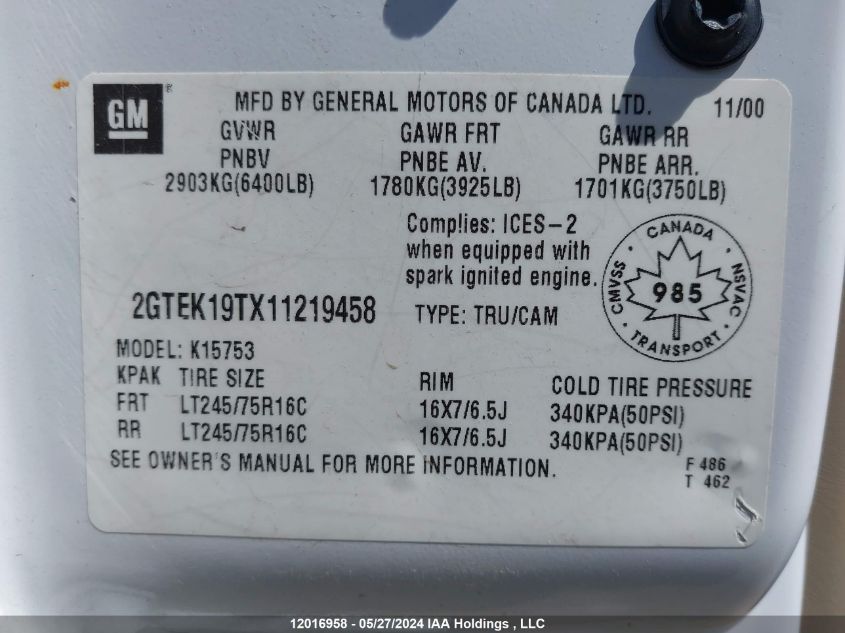 GM®
MFD BY GENERAL MOTORS OF CANADA LTD. 11/00
GVWR GAWR FRT GAWR RR
PNBV PNBE AV. PNBE ARR.
2903KG(6400LB) 1780KG(3925LB) 1701KG(3750LB)
Complies: ICES-2
when equipped with
spark ignited engine.
CANADA
CMVSS 985 NSVAC
TRANSPORT
2GTEK19TX11219458 TYPE: TRU/CAM
MODEL: K15753
KPAK TIRE SIZE RIM COLD TIRE PRESSURE
FRT LT245/75R16C 16X7/6.5J 340KPA(50PSI)
RR LT245/75R16C 16X7/6.5J 340KPA(50PSI)
SEE OWNER'S MANUAL FOR MORE INFORMATION.
F 486
T 462
12016958 - 05/27/2024 IAA Holdings , LLC